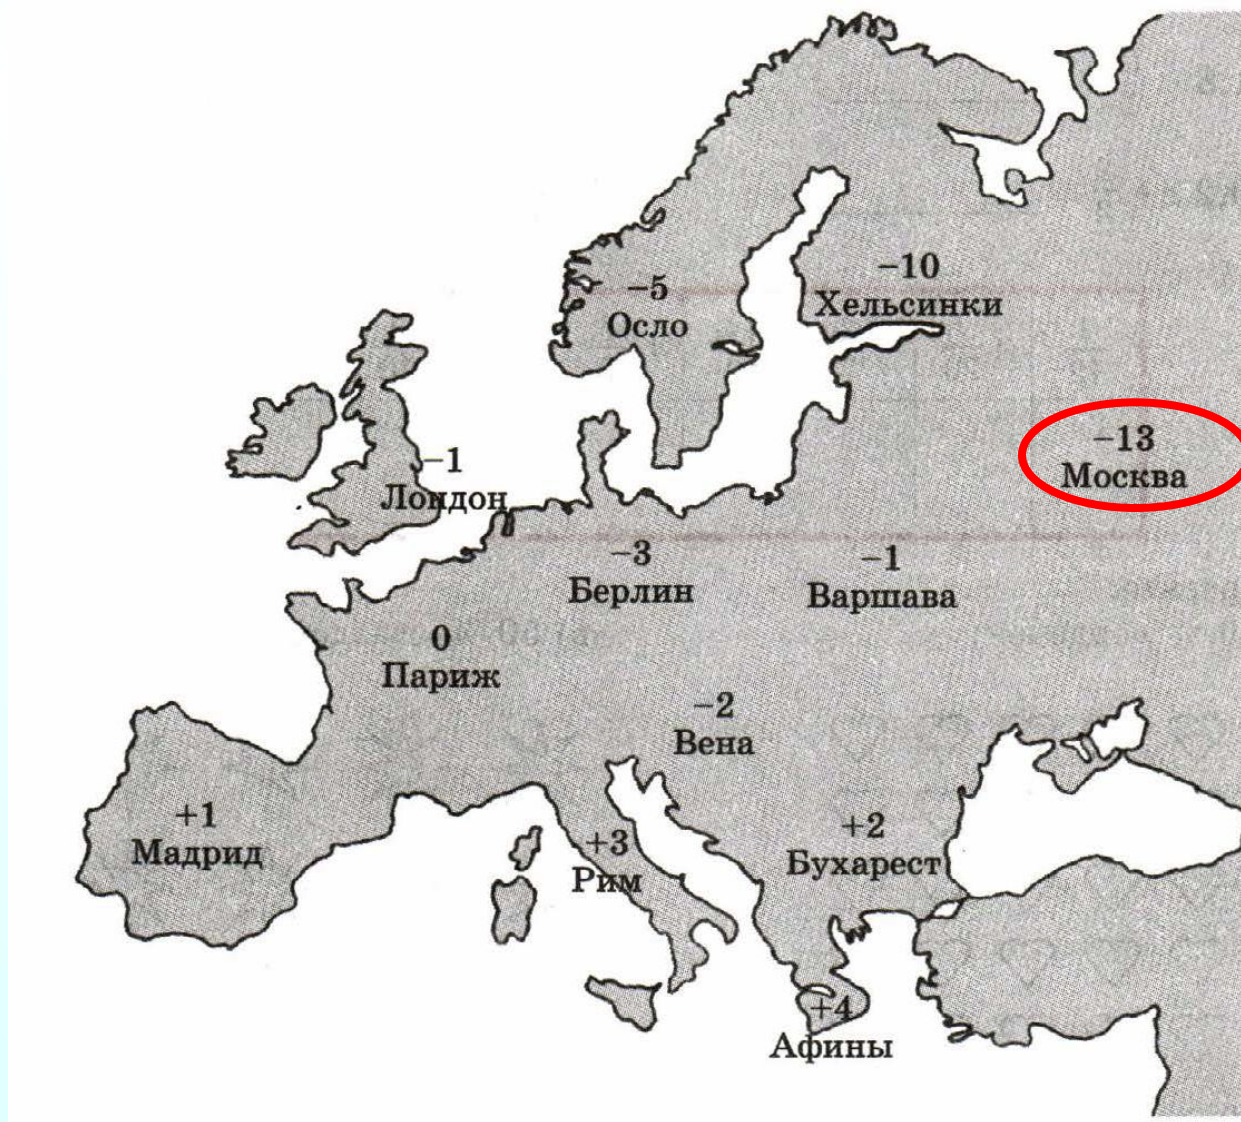 −10
Хельсинки
−5
Осло
−13
Москва
−1
Лондон
−3
Берлин
−1
Варшава
0
Париж
−2
Вена
+1
Мадрид
+3
Рим
+2
Бухарест
+4
Афины